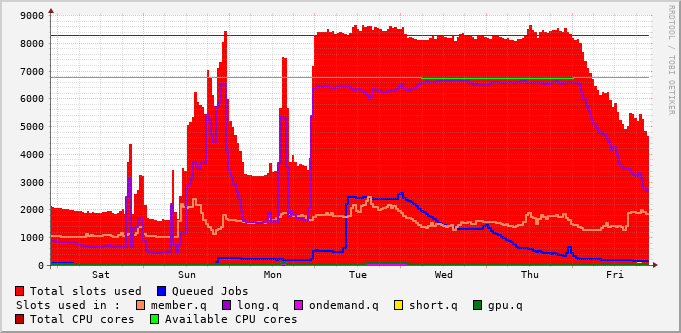 9000
8000
7000
6000
5000
4000
3000
2000
1000
0
Sat Sun Mon Tue Wed Thu Fri
RRDTOOL / TOBI OETIKER
Total slots used Queued Jobs
Slots used in : member.q long.q ondemand.q short.q gpu.q
Total CPU cores Available CPU cores